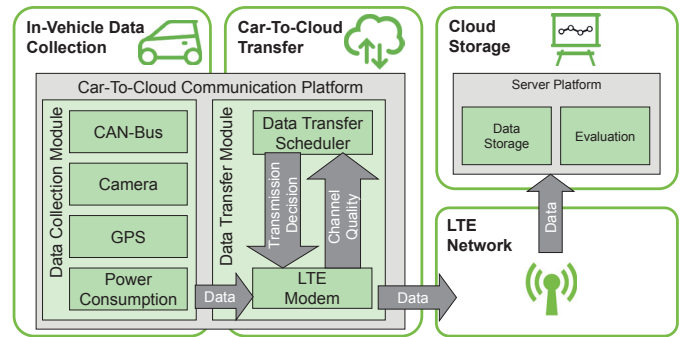 In-Vehicle Data
Collection
Car-To-Cloud
Transfer
Cloud
Storage
Car-To-Cloud Communication Platform
Data Collection Module
CAN-Bus
Camera
GPS
Power
Consumption
Data
Data Transfer Module
Data Transfer
Scheduler
Transmission
Decision
Channel
Quality
LTE
Modem
Data
Server Platform
Data
Storage
Evaluation
Data
LTE
Network